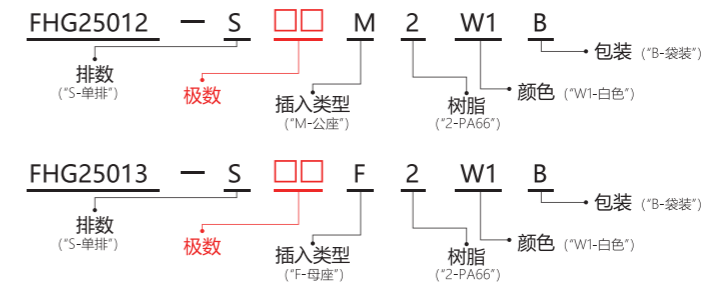 FHG25012 — S □□ M 2 W1 B
包装 ("B-袋装")
排数
("S-单排")
极数
插入类型
("M-公座")
树脂
("2-PA66")
颜色 ("W1-白色")
FHG25013 — S □□ F 2 W1 B
包装 ("B-袋装")
排数
("S-单排")
极数
插入类型
("F-母座")
树脂
("2-PA66")
颜色 ("W1-白色")